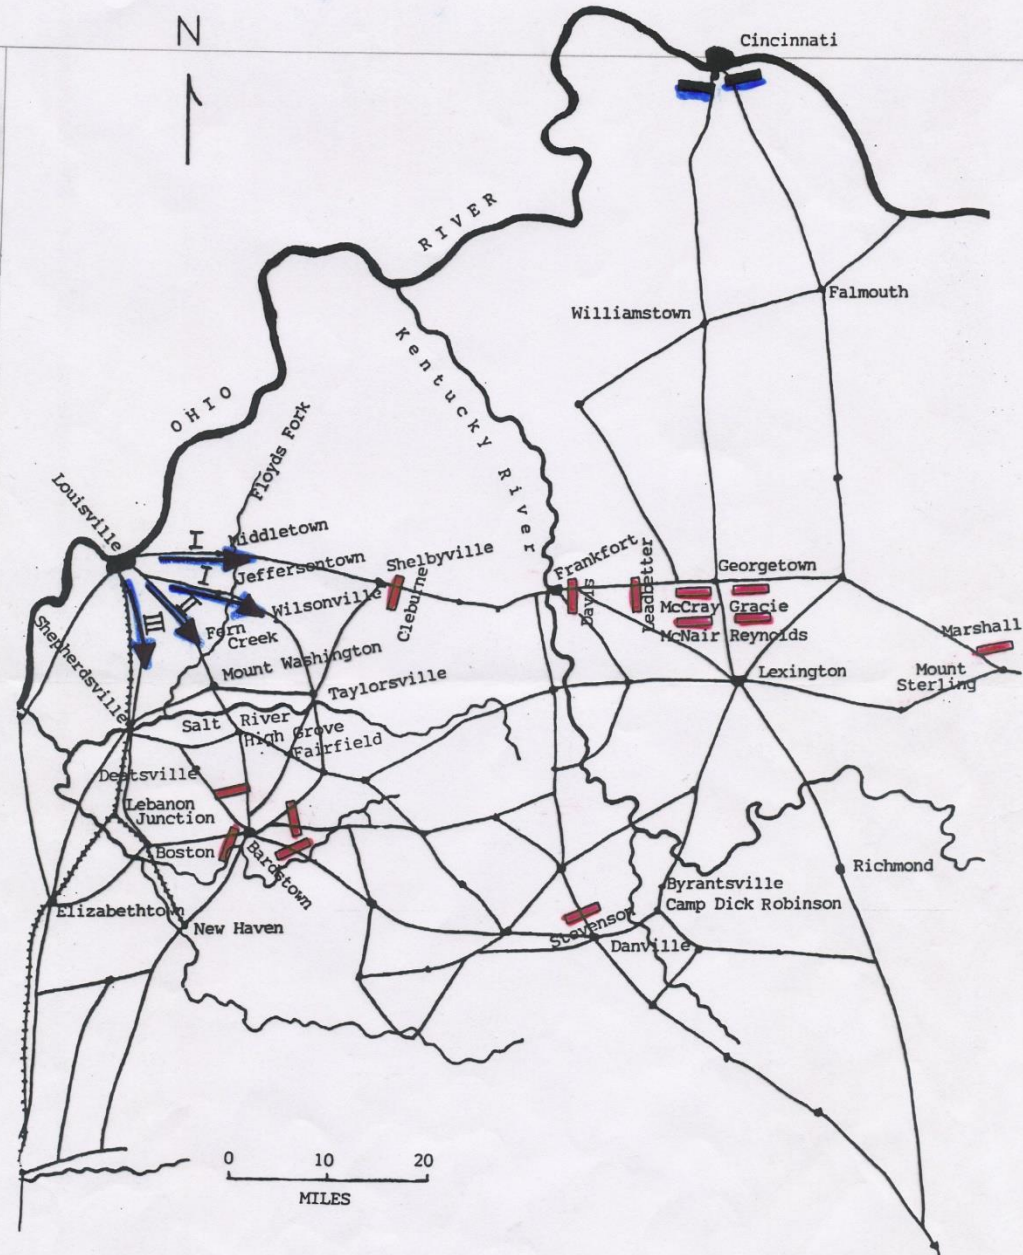 N
Cincinnati
RIVER
Falmouth
Williamstown
Kentucky River
OHIO
Floyds Fork
Louisville
I
Middletown
I
Jeffersontown
Shelbyville
Cleburne
Frankfort
Davis
Leadbetter
Georgetown
McCray Gracie
McNair Reynolds
II
III
Wilsonville
Fern
Creek
Marshall
Mount
Sterling
Shepherdsville
Mount Washington
Lexington
Taylorsville
Salt River
High Grove
Fairfield
Deatsville
Lebanon
Junction
Boston
Bardstown
Richmond
Byrantsville
Camp Dick Robinson
Elizabethtown
New Haven
Stevenson
Danville
0 10 20
MILES